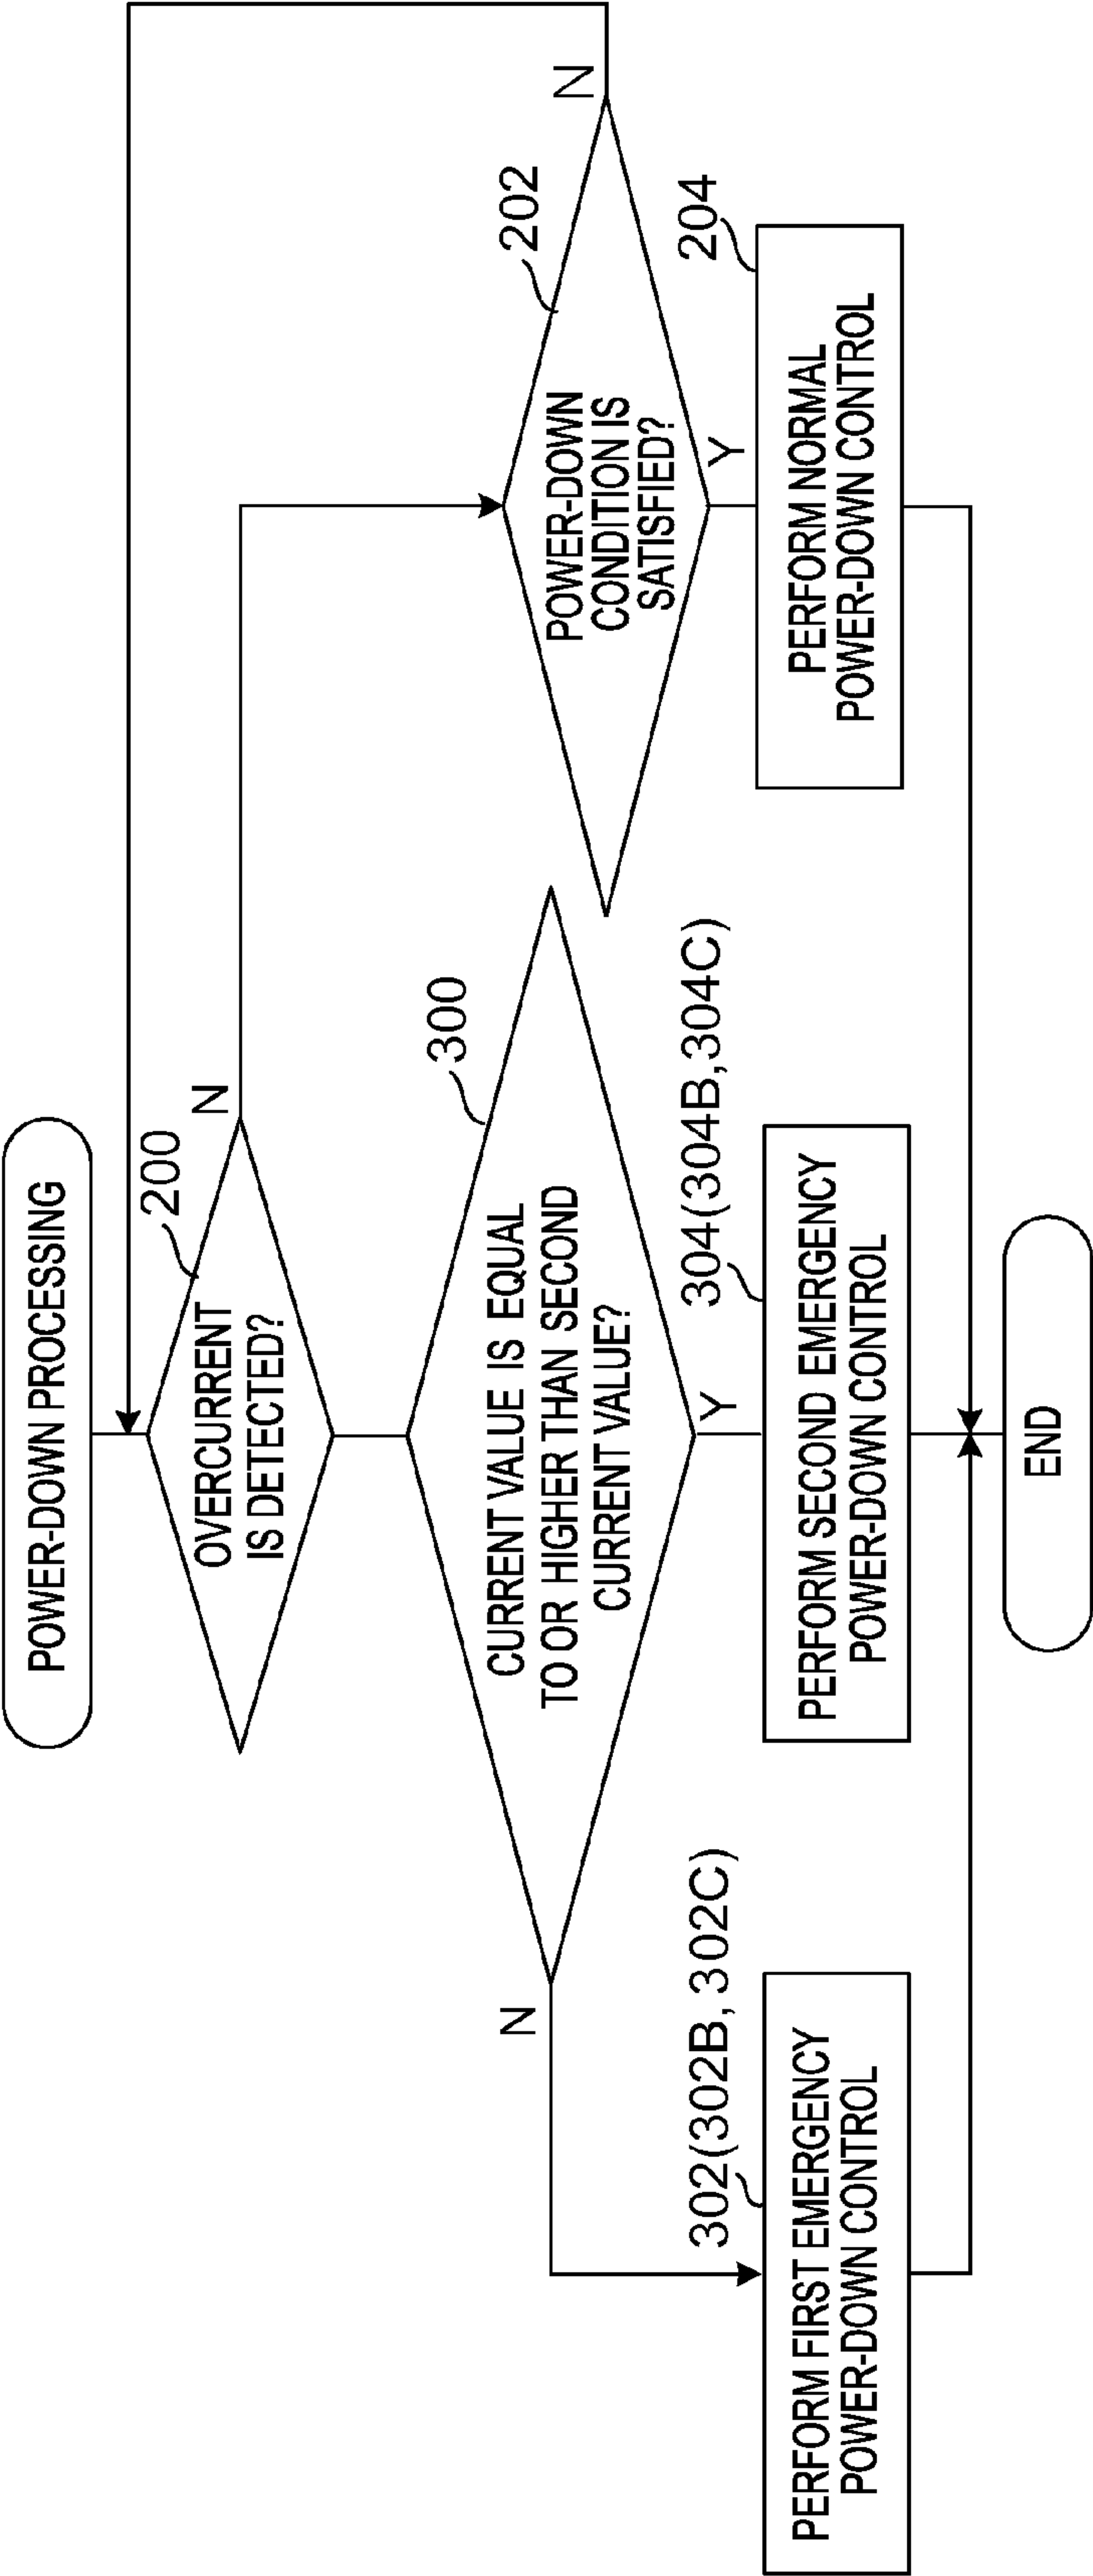 POWER-DOWN PROCESSING
200
OVERCURRENT
IS DETECTED?
N
300
CURRENT VALUE IS EQUAL
TO OR HIGHER THAN SECOND
CURRENT VALUE?
N
Y
202
POWER-DOWN
CONDITION IS
SATISFIED?
N
Y
302(302B, 302C)
PERFORM FIRST EMERGENCY
POWER-DOWN CONTROL
304(304B,304C)
PERFORM SECOND EMERGENCY
POWER-DOWN CONTROL
204
PERFORM NORMAL
POWER-DOWN CONTROL
END